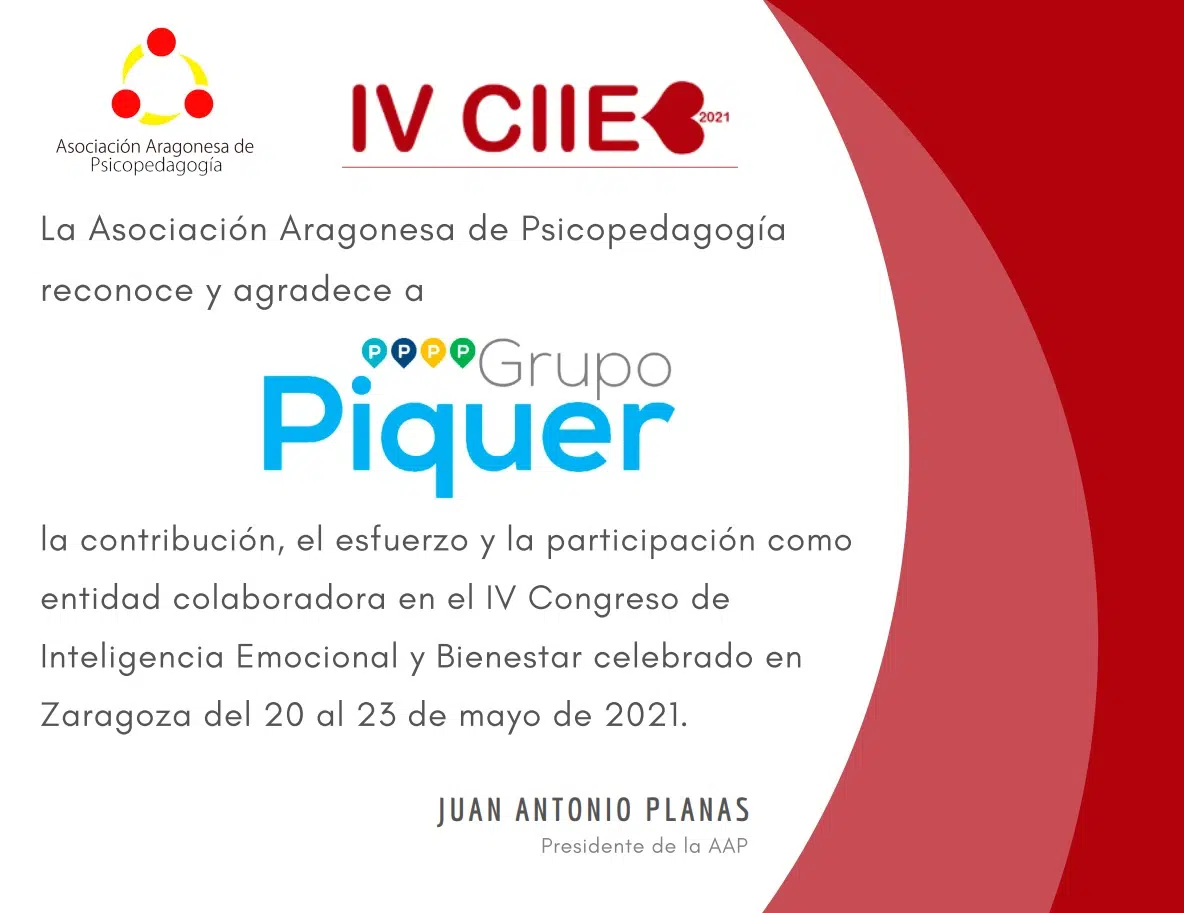 Asociación Aragonesa de
Psicopedagogía
IV CIIE 2021
La Asociación Aragonesa de Psicopedagogía
reconoce y agradece a
P P P P Grupo
Piquer
la contribución, el esfuerzo y la participación como
entidad colaboradora en el IV Congreso de
Inteligencia Emocional y Bienestar celebrado en
Zaragoza del 20 al 23 de mayo de 2021.
JUAN ANTONIO PLANAS
Presidente de la AAP